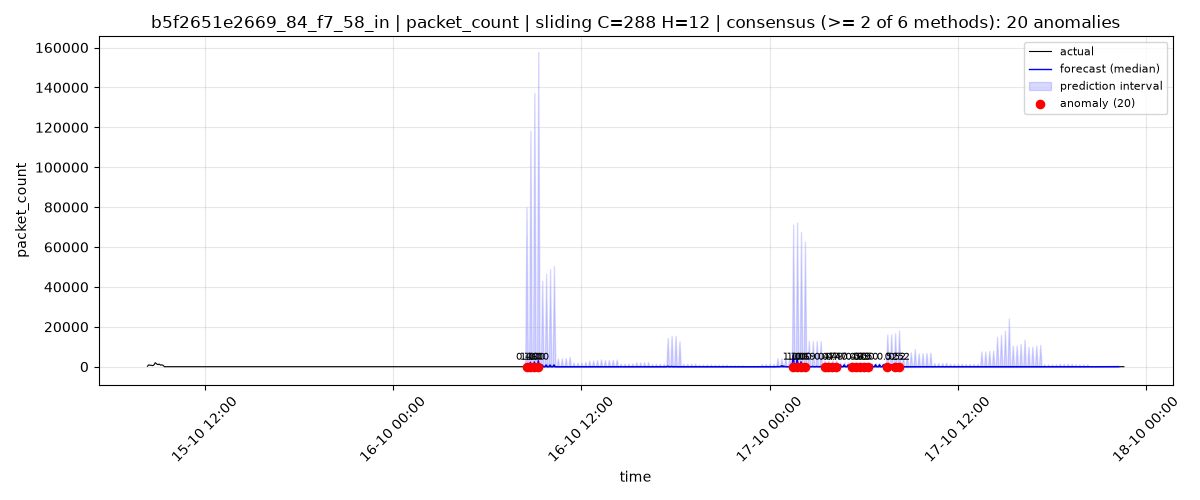 b5f2651e2669_84_f7_58_in | packet_count | sliding C=288 H=12 | consensus (>= 2 of 6 methods): 20 anomalies
160000
140000
120000
100000
80000
60000
40000
20000
0
packet_count
actual
forecast (median)
prediction interval
anomaly (20)
15-10 12:00
16-10 00:00
16-10 12:00
17-10 00:00
17-10 12:00
18-10 00:00
time